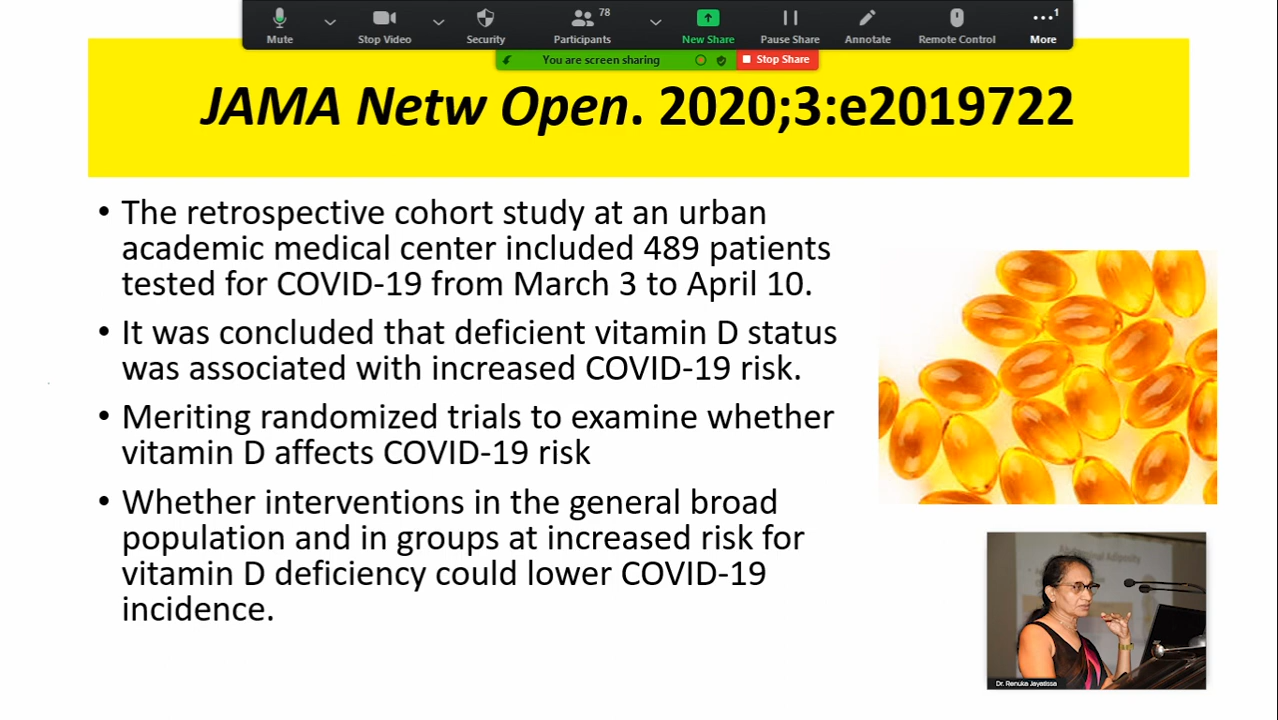 Mute
Stop Video
Security
Participants
78
New Share
Pause Share
Annotate
Remote Control
More
1
You are screen sharing
Stop Share
JAMA Netw Open. 2020;3:e2019722
• The retrospective cohort study at an urban
academic medical center included 489 patients
tested for COVID-19 from March 3 to April 10.
• It was concluded that deficient vitamin D status
was associated with increased COVID-19 risk.
• Meriting randomized trials to examine whether
vitamin D affects COVID-19 risk
• Whether interventions in the general broad
population and in groups at increased risk for
vitamin D deficiency could lower COVID-19
incidence.
Abdominal Adiposity
Dr. Renuka Jayatissa